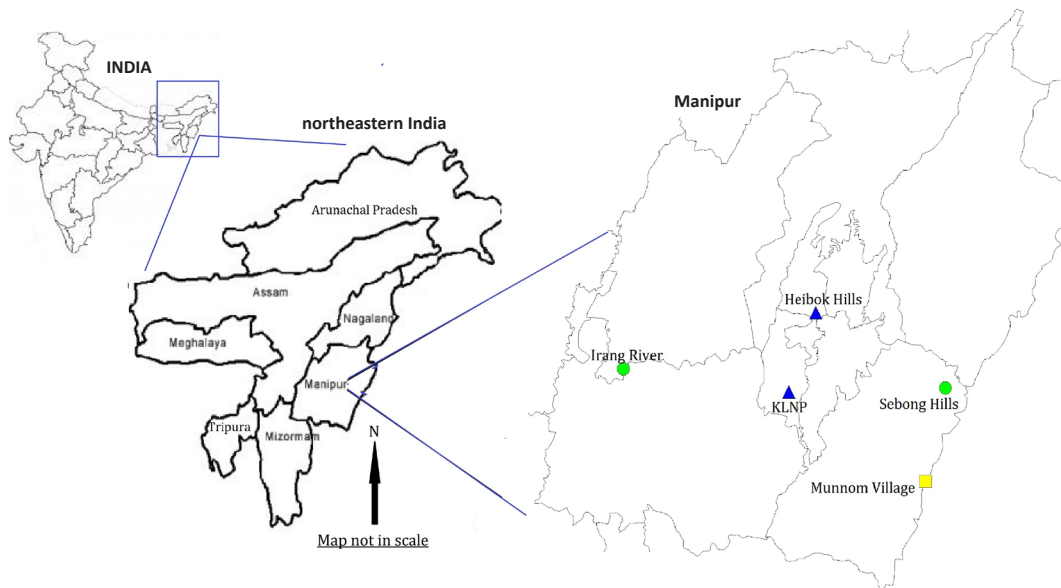 INDIA
northeastern India
Arunachal Pradesh
Assam
Nagaland
Meghalaya
Manipur
Tripura
Mizormam
N
Map not in scale
Manipur
Heibok Hills
Irang River
KLNP
Sebong Hills
Munnom Village